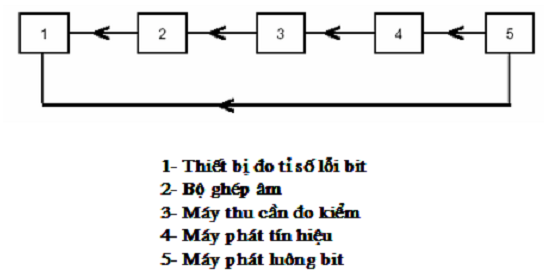 1 2 3 4 5
1- Thiết bị đo tỉ số lỗi bit
2- Bộ ghép âm
3- Máy thu cần đo kiểm
4- Máy phát tín hiệu
5- Máy phát luông bit